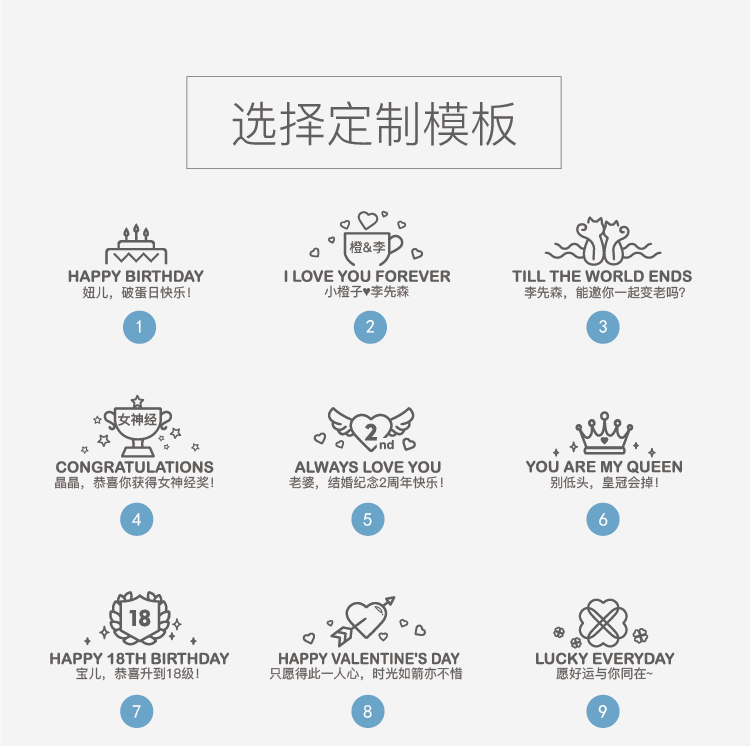 选择定制模板
橙&李
HAPPY BIRTHDAY
妞儿，破蛋日快乐！
1
I LOVE YOU FOREVER
小橙子♥李先森
2
TILL THE WORLD ENDS
李先森，能邀你一起变老吗？
3
女神经
CONGRATULATIONS
晶晶，恭喜你获得女神经奖！
4
2nd
ALWAYS LOVE YOU
老婆，结婚纪念2周年快乐！
5
YOU ARE MY QUEEN
别低头，皇冠会掉！
6
18
HAPPY 18TH BIRTHDAY
宝儿，恭喜升到18级！
7
HAPPY VALENTINE'S DAY
只愿得此一人心，时光如箭亦不惜
8
LUCKY EVERYDAY
愿好运与你同在~
9